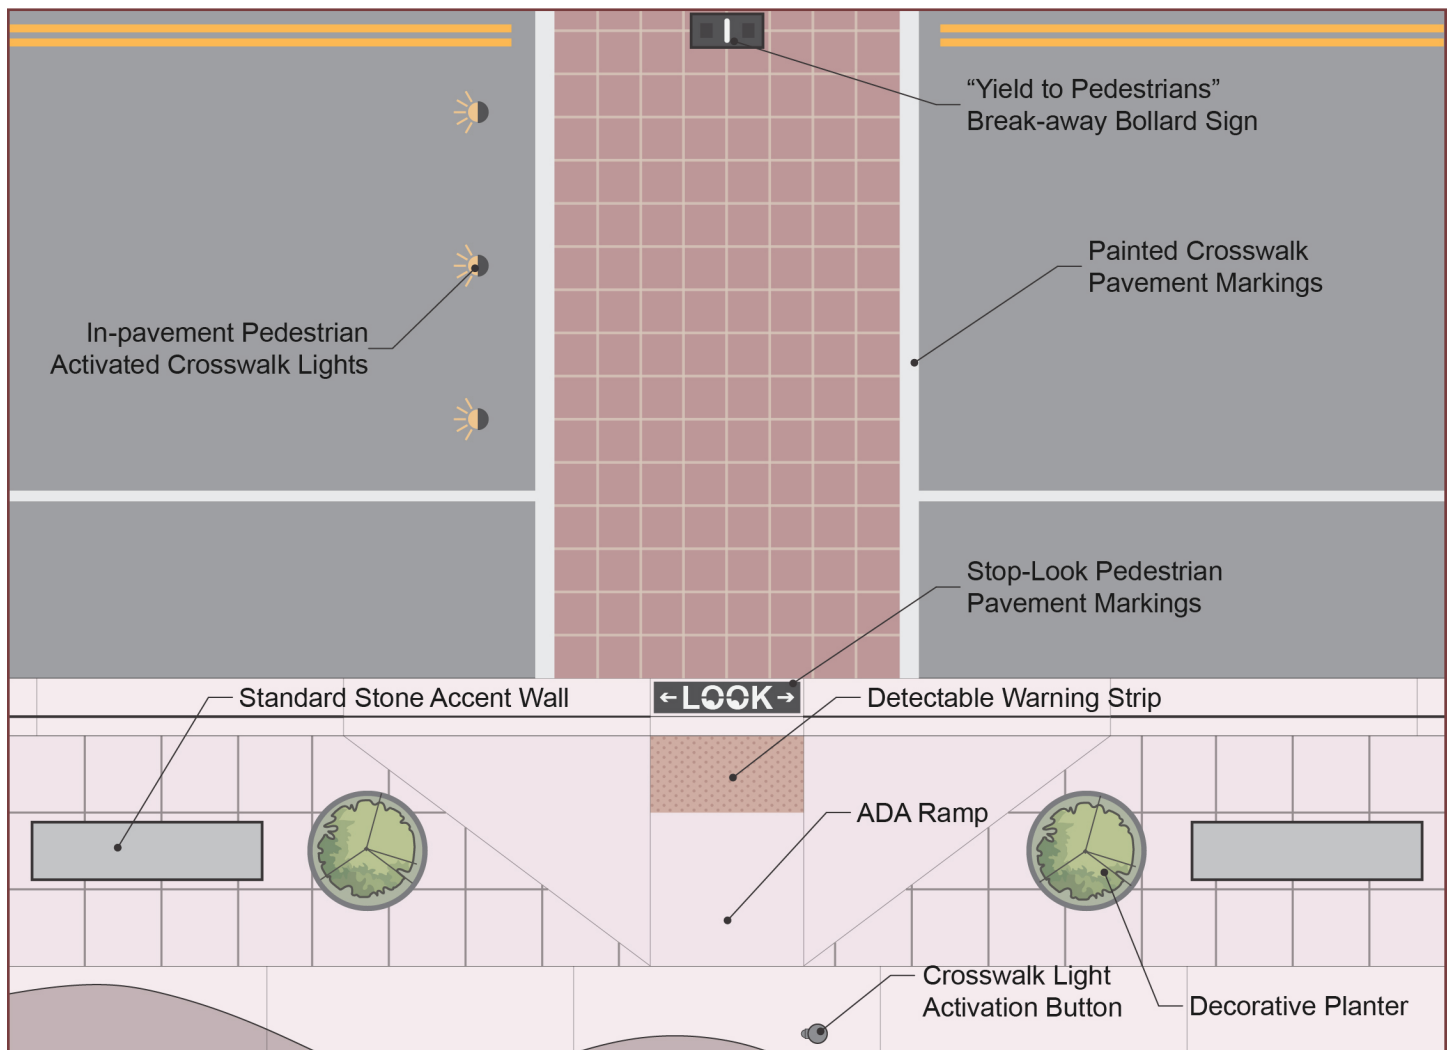 “Yield to Pedestrians”
Break-away Bollard Sign
Painted Crosswalk
Pavement Markings
In-pavement Pedestrian
Activated Crosswalk Lights
Stop-Look Pedestrian
Pavement Markings
Standard Stone Accent Wall
←LOOK→
Detectable Warning Strip
ADA Ramp
Crosswalk Light
Activation Button
Decorative Planter